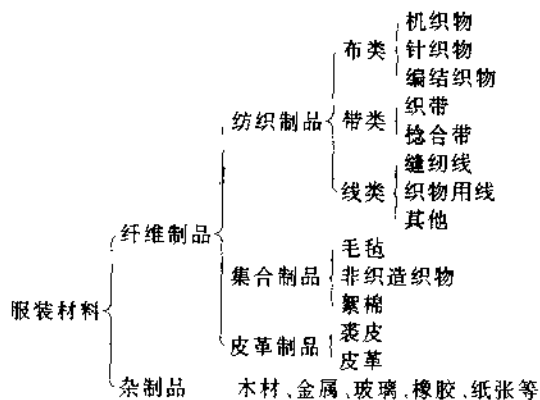 机织物
布类
针织物
编结织物
织带
纺织制品
带类
捻合带
缝纫线
线类
织物用线
其他
纤维制品
毛毡
集合制品
非织造织物
絮棉
服装材料
裘皮
皮革制品
皮革
杂制品
木材、金属、玻璃、橡胶、纸张等